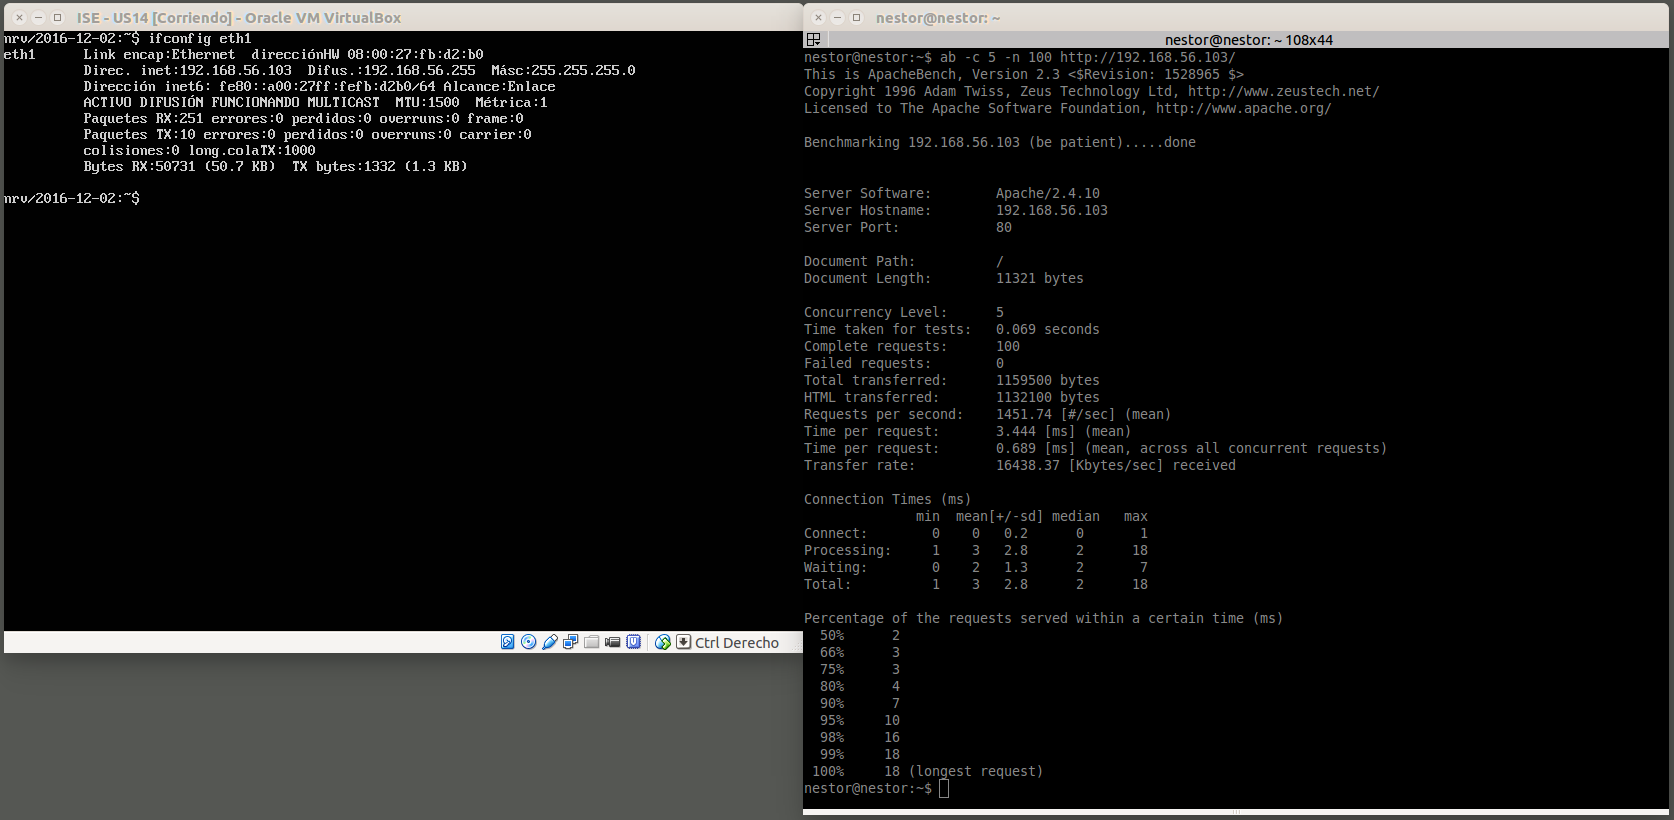 ISE - US14 [Corriendo] - Oracle VM VirtualBox
nrv/2016-12-02:~$ ifconfig eth1
eth1      Link encap:Ethernet  direcciónHW 08:00:27:fb:d2:b0
          Direc. inet:192.168.56.103  Difus.:192.168.56.255  Másc:255.255.255.0
          Dirección inet6: fe80::a00:27ff:fefb:d2b0/64 Alcance:Enlace
          ACTIVO DIFUSIÓN FUNCIONANDO MULTICAST  MTU:1500  Métrica:1
          Paquetes RX:251 errores:0 perdidos:0 overruns:0 frame:0
          Paquetes TX:10 errores:0 perdidos:0 overruns:0 carrier:0
          colisiones:0 long.colaTX:1000
          Bytes RX:50731 (50.7 KB)  TX bytes:1332 (1.3 KB)
nrv/2016-12-02:~$
Ctrl Derecho
nestor@nestor: ~
nestor@nestor: ~ 108x44
nestor@nestor:~$ ab -c 5 -n 100 http://192.168.56.103/
This is ApacheBench, Version 2.3 <$Revision: 1528965 $>
Copyright 1996 Adam Twiss, Zeus Technology Ltd, http://www.zeustech.net/
Licensed to The Apache Software Foundation, http://www.apache.org/
Benchmarking 192.168.56.103 (be patient).....done
Server Software:        Apache/2.4.10
Server Hostname:        192.168.56.103
Server Port:            80
Document Path:          /
Document Length:        11321 bytes
Concurrency Level:      5
Time taken for tests:   0.069 seconds
Complete requests:      100
Failed requests:        0
Total transferred:      1159500 bytes
HTML transferred:       1132100 bytes
Requests per second:    1451.74 [#/sec] (mean)
Time per request:       3.444 [ms] (mean)
Time per request:       0.689 [ms] (mean, across all concurrent requests)
Transfer rate:          16438.37 [Kbytes/sec] received
Connection Times (ms)
              min  mean[+/-sd] median   max
Connect:        0    0   0.2      0       1
Processing:     1    3   2.8      2      18
Waiting:        0    2   1.3      2       7
Total:          1    3   2.8      2      18
Percentage of the requests served within a certain time (ms)
  50%      2
  66%      3
  75%      3
  80%      4
  90%      7
  95%     10
  98%     16
  99%     18
 100%     18 (longest request)
nestor@nestor:~$